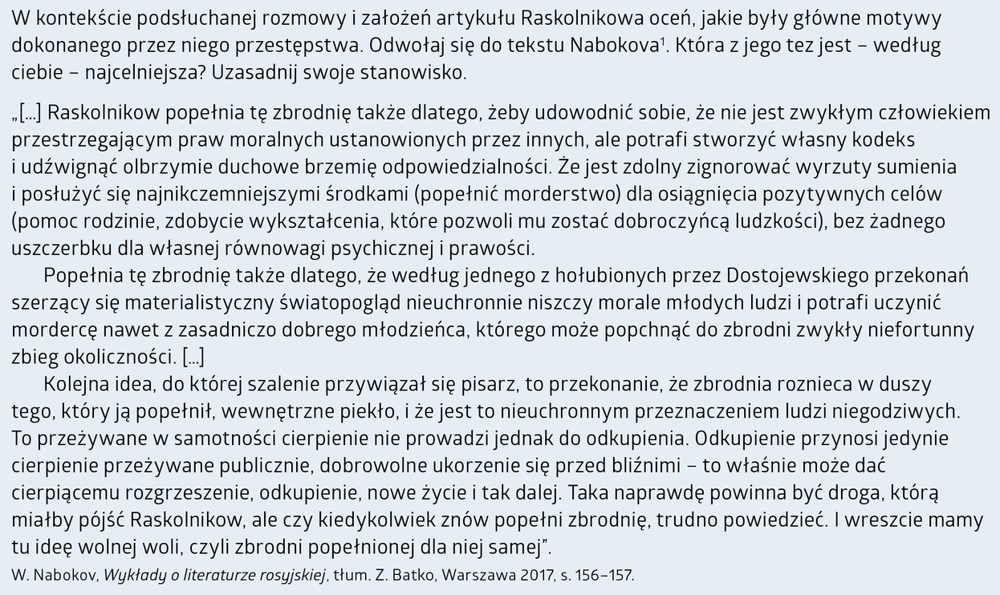 W kontekście podsłuchanej rozmowy i założeń artykułu Raskolnikowa oceń, jakie były główne motywy
dokonanego przez niego przestępstwa. Odwołaj się do tekstu Nabokova¹. Która z jego tez jest – według
ciebie – najcelniejsza? Uzasadnij swoje stanowisko.
„[...] Raskolnikow popełnia tę zbrodnię także dlatego, żeby udowodnić sobie, że nie jest zwykłym człowiekiem
przestrzegającym praw moralnych ustanowionych przez innych, ale potrafi stworzyć własny kodeks
i udźwignąć olbrzymie duchowe brzemię odpowiedzialności. Że jest zdolny zignorować wyrzuty sumienia
i posłużyć się najnikczemniejszymi środkami (popełnić morderstwo) dla osiągnięcia pozytywnych celów
(pomoc rodzinie, zdobycie wykształcenia, które pozwoli mu zostać dobroczyńcą ludzkości), bez żadnego
uszczerbku dla własnej równowagi psychicznej i prawości.
Popełnia tę zbrodnię także dlatego, że według jednego z hołubionych przez Dostojewskiego przekonań
szerzący się materialistyczny światopogląd nieuchronnie niszczy morale młodych ludzi i potrafi uczynić
mordercę nawet z zasadniczo dobrego młodzieńca, którego może popchnąć do zbrodni zwykły niefortunny
zbieg okoliczności. [...]
Kolejna idea, do której szalenie przywiązał się pisarz, to przekonanie, że zbrodnia roznieca w duszy
tego, który ją popełnił, wewnętrzne piekło, i że jest to nieuchronnym przeznaczeniem ludzi niegodziwych.
To przeżywane w samotności cierpienie nie prowadzi jednak do odkupienia. Odkupienie przynosi jedynie
cierpienie przeżywane publicznie, dobrowolne ukorzenie się przed bliźnimi – to właśnie może dać
cierpiącemu rozgrzeszenie, odkupienie, nowe życie i tak dalej. Taka naprawdę powinna być droga, którą
miałby pójść Raskolnikow, ale czy kiedykolwiek znów popełni zbrodnię, trudno powiedzieć. I wreszcie mamy
tu ideę wolnej woli, czyli zbrodni popełnionej dla niej samej”.
W. Nabokov, Wykłady o literaturze rosyjskiej, tłum. Z. Batko, Warszawa 2017, s. 156–157.